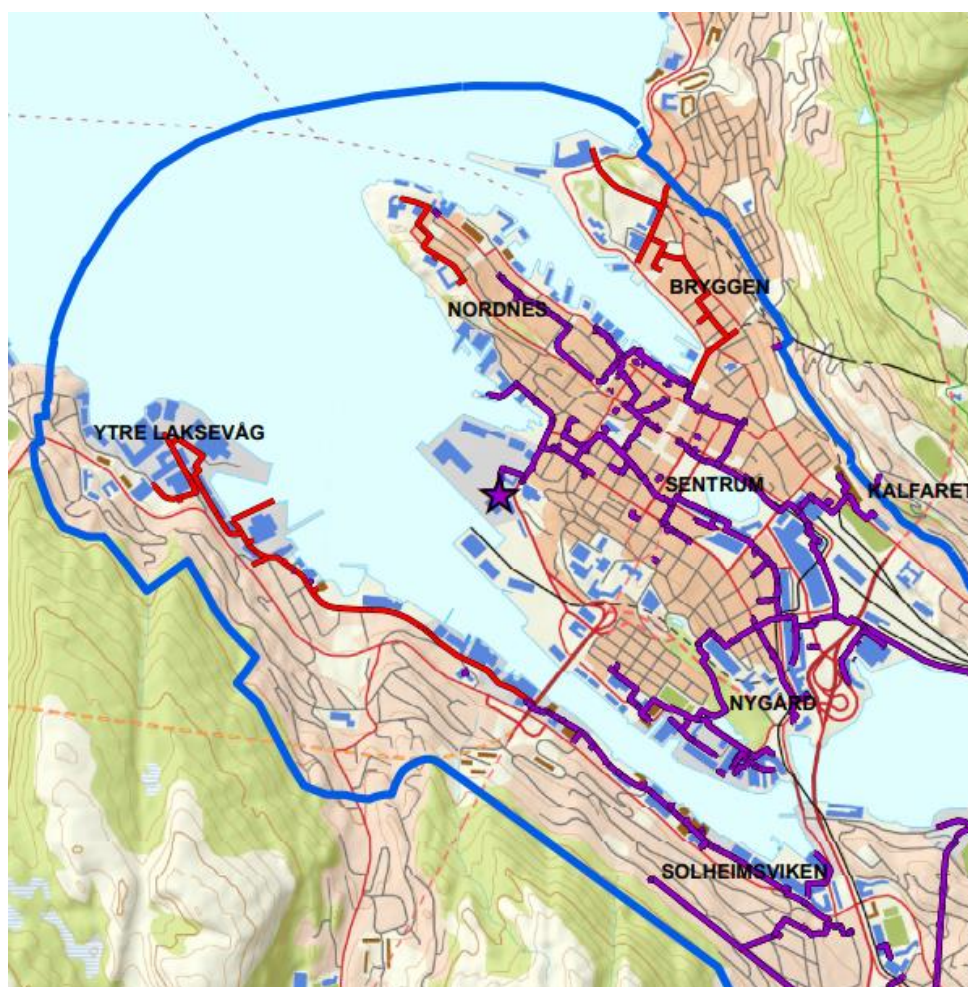 BRYGGEN
NORDNES
YTRE LAKSEVÅG
SENTRUM
KALFARET
NYGÅRD
SOLHEIMSVIKEN